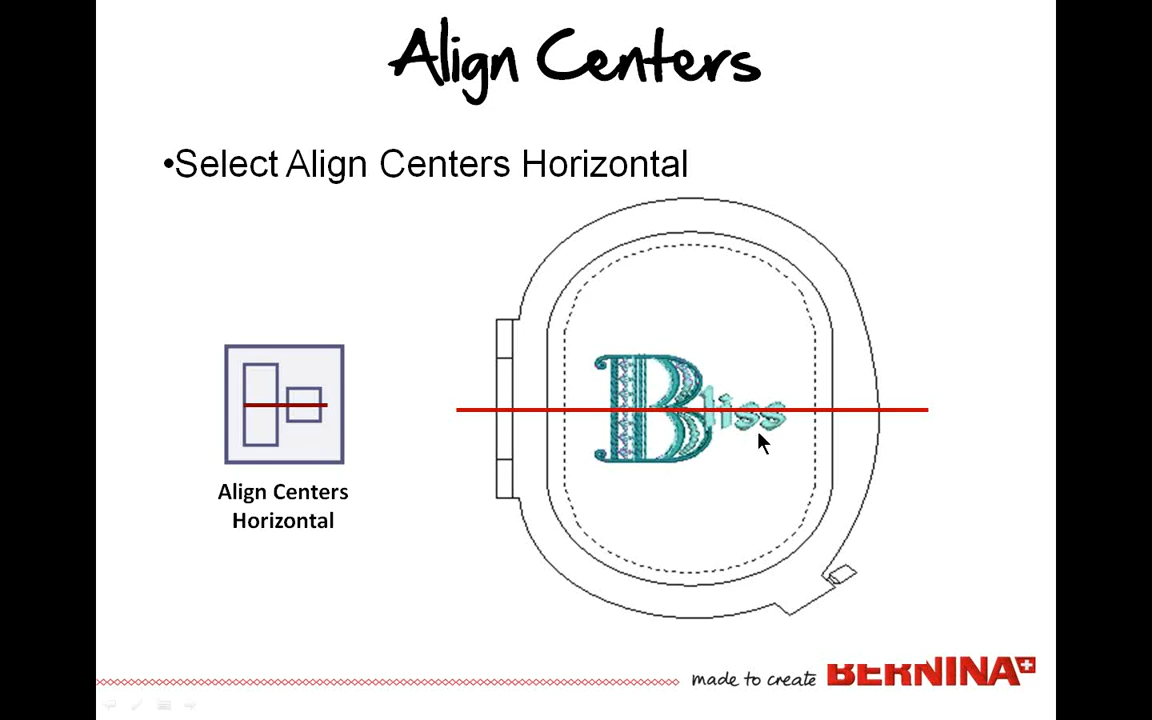 Align Centers
•Select Align Centers Horizontal
Bliss
Align Centers
Horizontal
made to create BERNINA